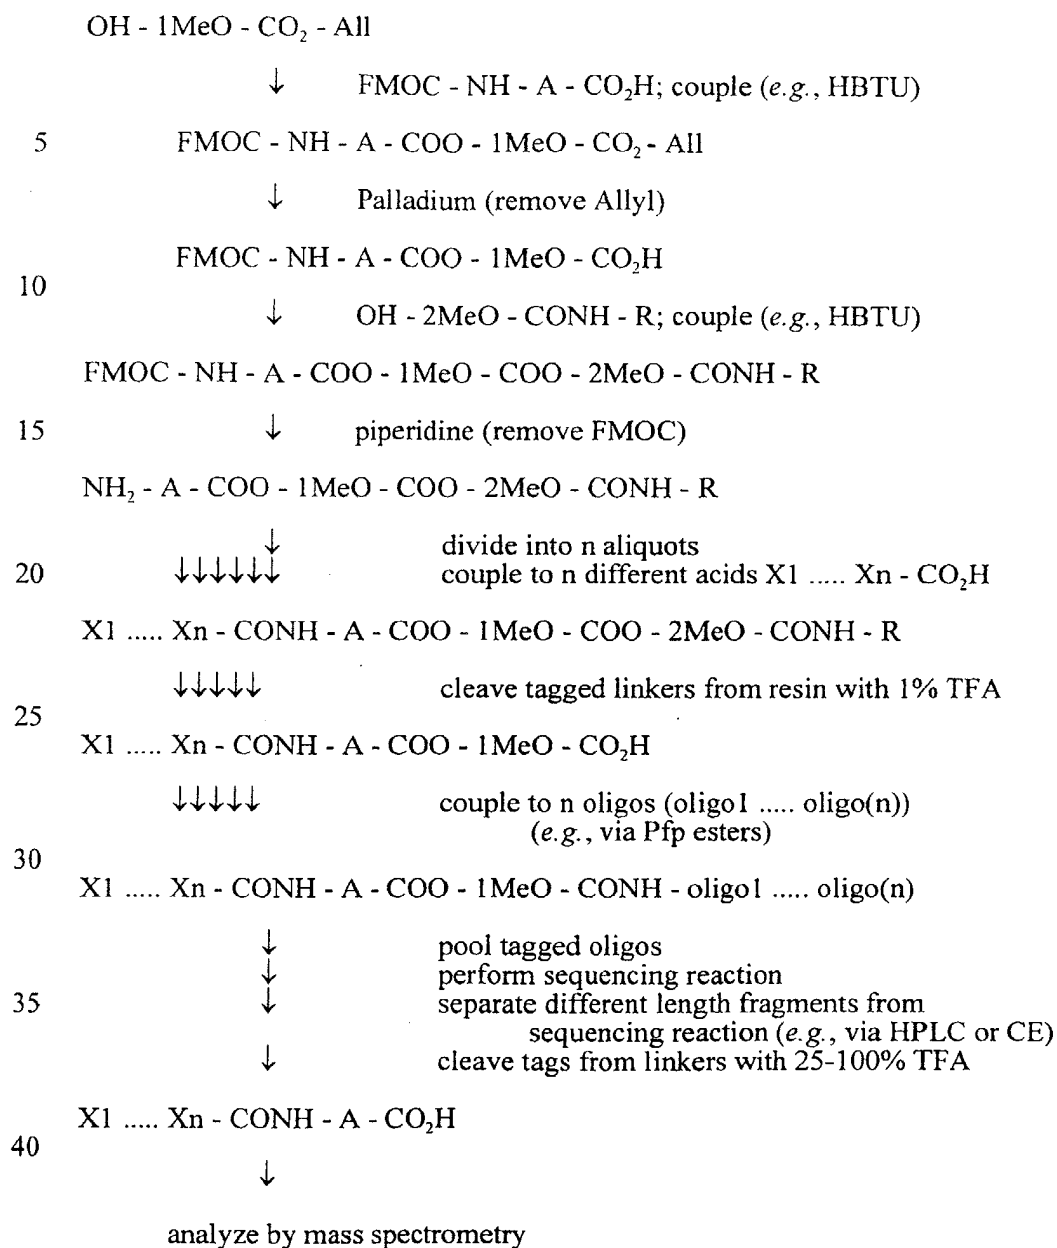 OH - 1MeO - CO₂ - All
↓ FMOC - NH - A - CO₂H; couple (e.g., HBTU)
5 FMOC - NH - A - COO - 1MeO - CO₂ - All
↓ Palladium (remove Allyl)
FMOC - NH - A - COO - 1MeO - CO₂H
10
↓ OH - 2MeO - CONH - R; couple (e.g., HBTU)
FMOC - NH - A - COO - 1MeO - COO - 2MeO - CONH - R
15 ↓ piperidine (remove FMOC)
NH₂ - A - COO - 1MeO - COO - 2MeO - CONH - R
↓ divide into n aliquots
20 ↓↓↓↓↓↓ couple to n different acids X1 ..... Xn - CO₂H
X1 ..... Xn - CONH - A - COO - 1MeO - COO - 2MeO - CONH - R
↓↓↓↓↓ cleave tagged linkers from resin with 1% TFA
25
X1 ..... Xn - CONH - A - COO - 1MeO - CO₂H
↓↓↓↓↓ couple to n oligos (oligo1 ..... oligo(n))
(e.g., via Pfp esters)
30
X1 ..... Xn - CONH - A - COO - 1MeO - CONH - oligo1 ..... oligo(n)
↓ pool tagged oligos
↓ perform sequencing reaction
35 ↓ separate different length fragments from
sequencing reaction (e.g., via HPLC or CE)
↓ cleave tags from linkers with 25-100% TFA
X1 ..... Xn - CONH - A - CO₂H
40
↓
analyze by mass spectrometry